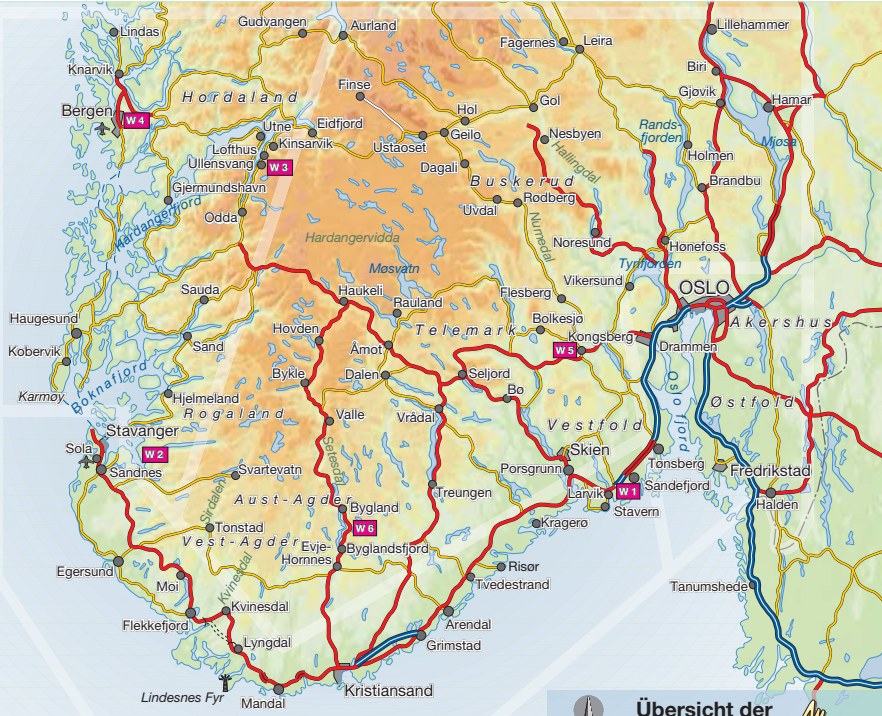 Lindas
Gudvangen
Aurland
Lillehammer
Fagernes
Leira
Knarvik
Biri
Finse
Gjøvik
Hamar
Hordaland
Bergen
W 4
Hol
Gol
Utne
Eidfjord
Rands-
fjorden
Mjøsa
Lofthus
Kinsarvik
Ustaoset
Geilo
Nesbyen
Hallingdal
Holmen
Ullensvang
W 3
Dagali
Buskerud
Brandbu
Gjermundshavn
Uvdal
Rødberg
Hardangerfjord
Odda
Numedal
Hardangervidda
Noresund
Hønefoss
Møsvatn
Tyrifjorden
Sauda
Haukeli
Rauland
Flesberg
Vikersund
OSLO
Haugesund
Hovden
Telemark
Bolkesjø
Akershus
Kobervik
Sand
Åmot
W 5
Kongsberg
Drammen
Karmøy
Boknafjord
Bykle
Dalen
Seljord
Oslofjord
Hjelmeland
Bø
Østfold
Rogaland
Valle
Vrådal
Vestfold
Stavanger
Sola
W 2
Setesdal
Skien
Sandnes
Svartevatn
Porsgrunn
Tønsberg
Fredrikstad
Sirdalen
Aust-Agder
Treungen
Larvik
W 1
Sandefjord
Bygland
Stavern
Halden
Tonstad
W 6
Kragerø
Vest-Agder
Evje-
Hornnes
Byglandsfjord
Egersund
Risør
Moi
Kvinesdal
Tvedestrand
Tanumshede
Kvinesdal
Flekkefjord
Arendal
Lyngdal
Grimstad
Lindesnes Fyr
Mandal
Kristiansand
Übersicht der